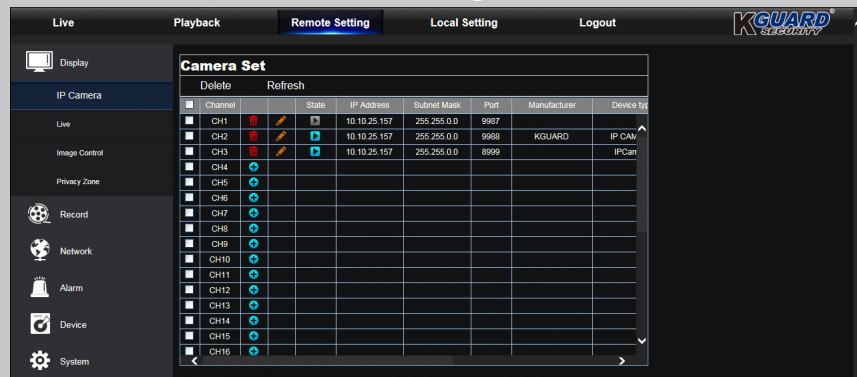 Live Playback Remote Setting Local Setting Logout KGUARD SECURITY
Display
IP Camera
Live
Image Control
Privacy Zone
Record
Network
Alarm
Device
System
Camera Set
Delete Refresh
Channel State IP Address Subnet Mask Port Manufacturer Device typ
CH1 10.10.25.157 255.255.0.0 9987
CH2 10.10.25.157 255.255.0.0 9988 KGUARD IP CAM
CH3 10.10.25.157 255.255.0.0 8999 IPCam
CH4
CH5
CH6
CH7
CH8
CH9
CH10
CH11
CH12
CH13
CH14
CH15
CH16